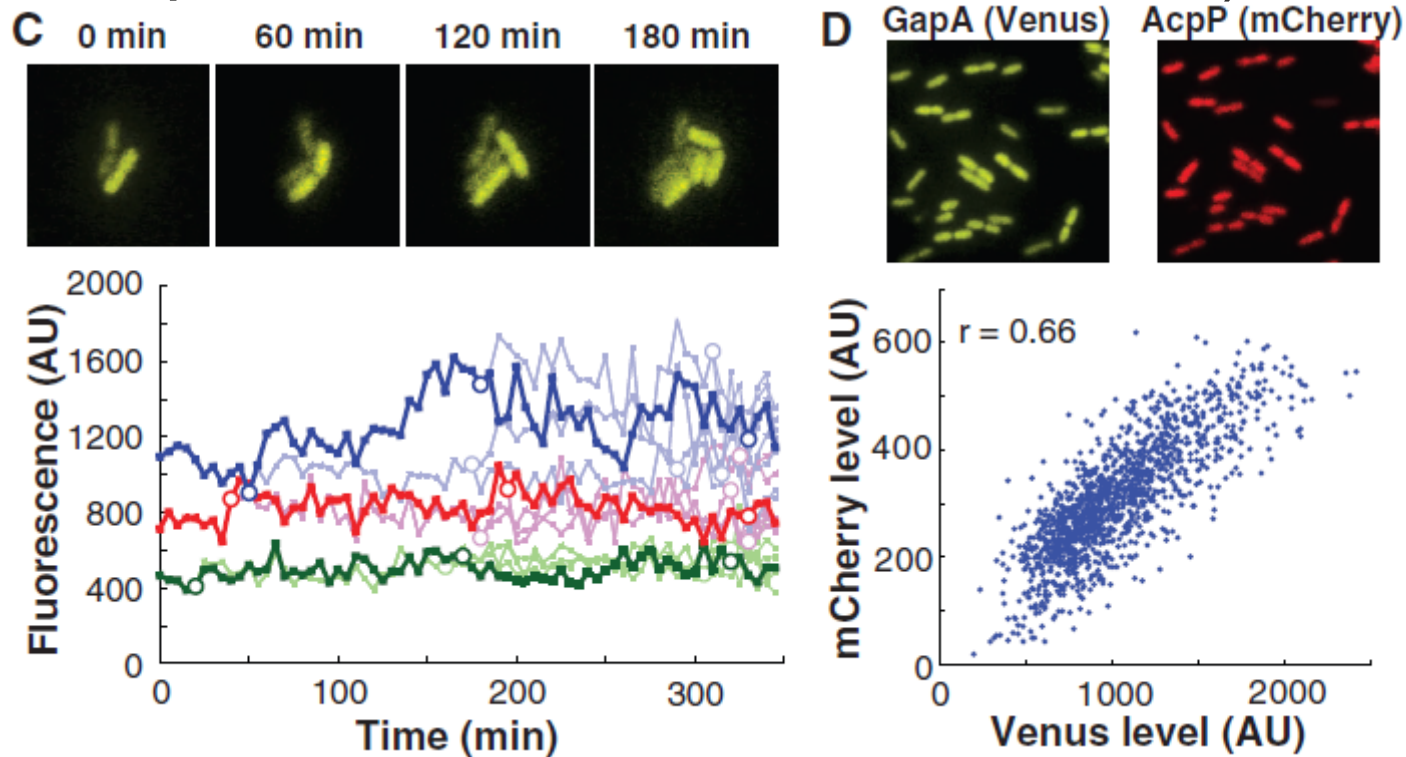 C
0 min 60 min 120 min 180 min
Fluorescence (AU)
2000
1600
1200
800
400
0
0 100 200 300
Time (min)
D
GapA (Venus) AcpP (mCherry)
r = 0.66
mCherry level (AU)
600
400
200
0
0 1000 2000
Venus level (AU)